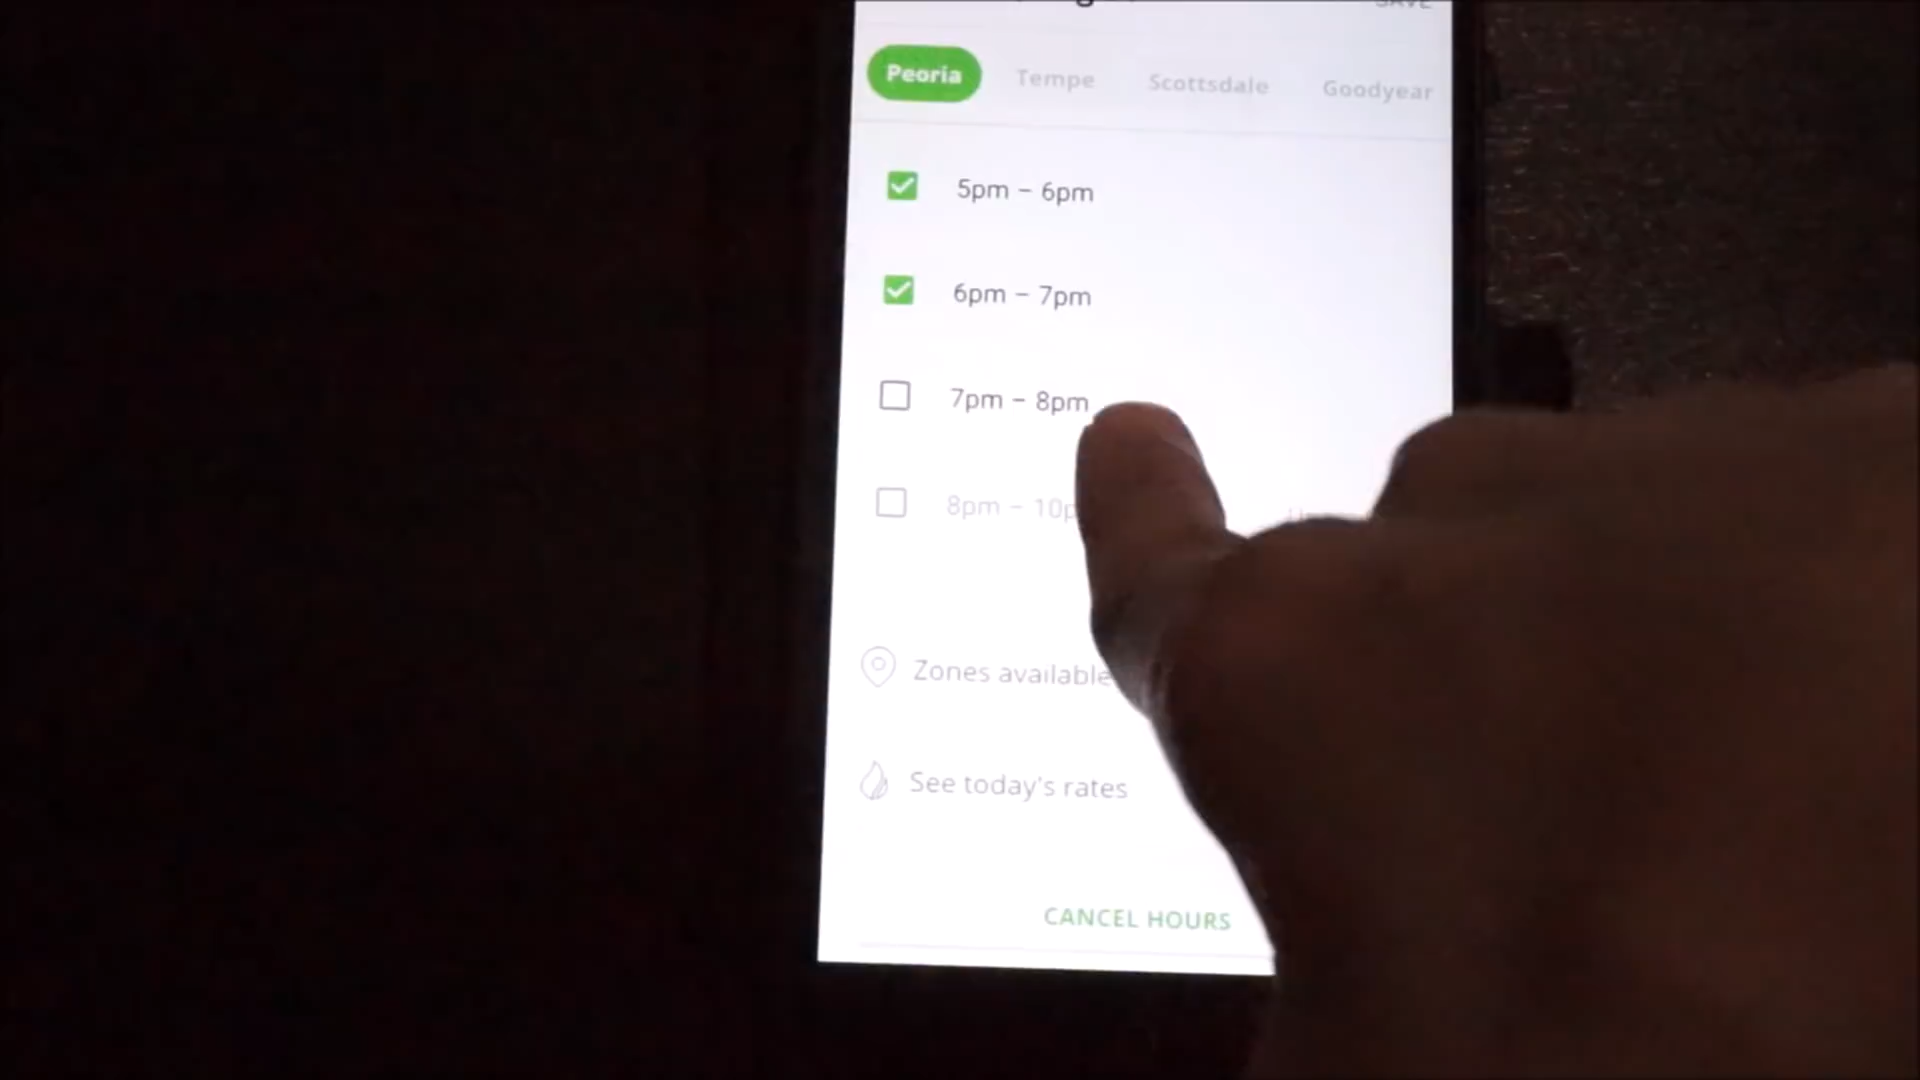 SAVE
Peoria Tempe Scottsdale Goodyear
5pm – 6pm
6pm – 7pm
7pm – 8pm
8pm – 10p
Zones available
See today's rates
CANCEL HOURS